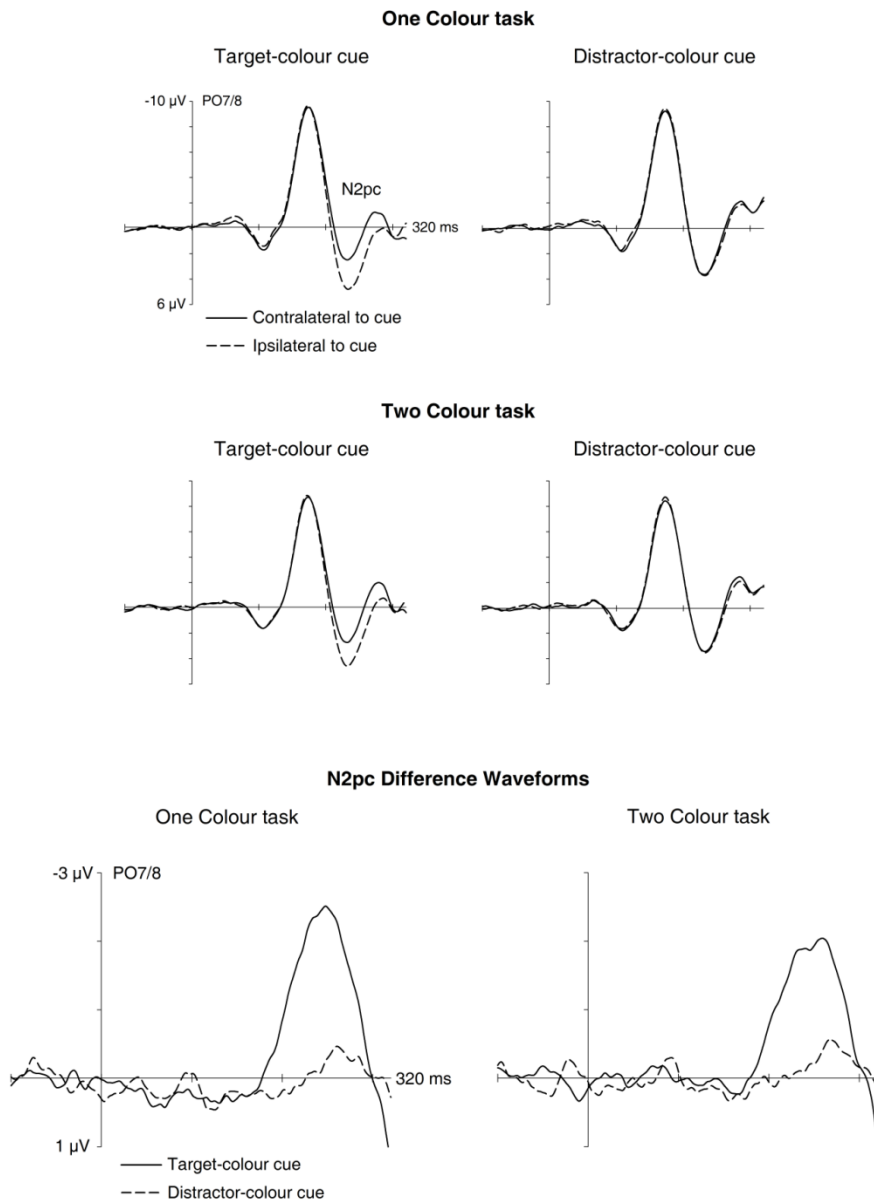 One Colour task
Target-colour cue
Distractor-colour cue
-10 µV
PO7/8
N2pc
320 ms
6 µV
Contralateral to cue
Ipsilateral to cue
Two Colour task
Target-colour cue
Distractor-colour cue
N2pc Difference Waveforms
One Colour task
Two Colour task
-3 µV
PO7/8
320 ms
1 µV
Target-colour cue
Distractor-colour cue